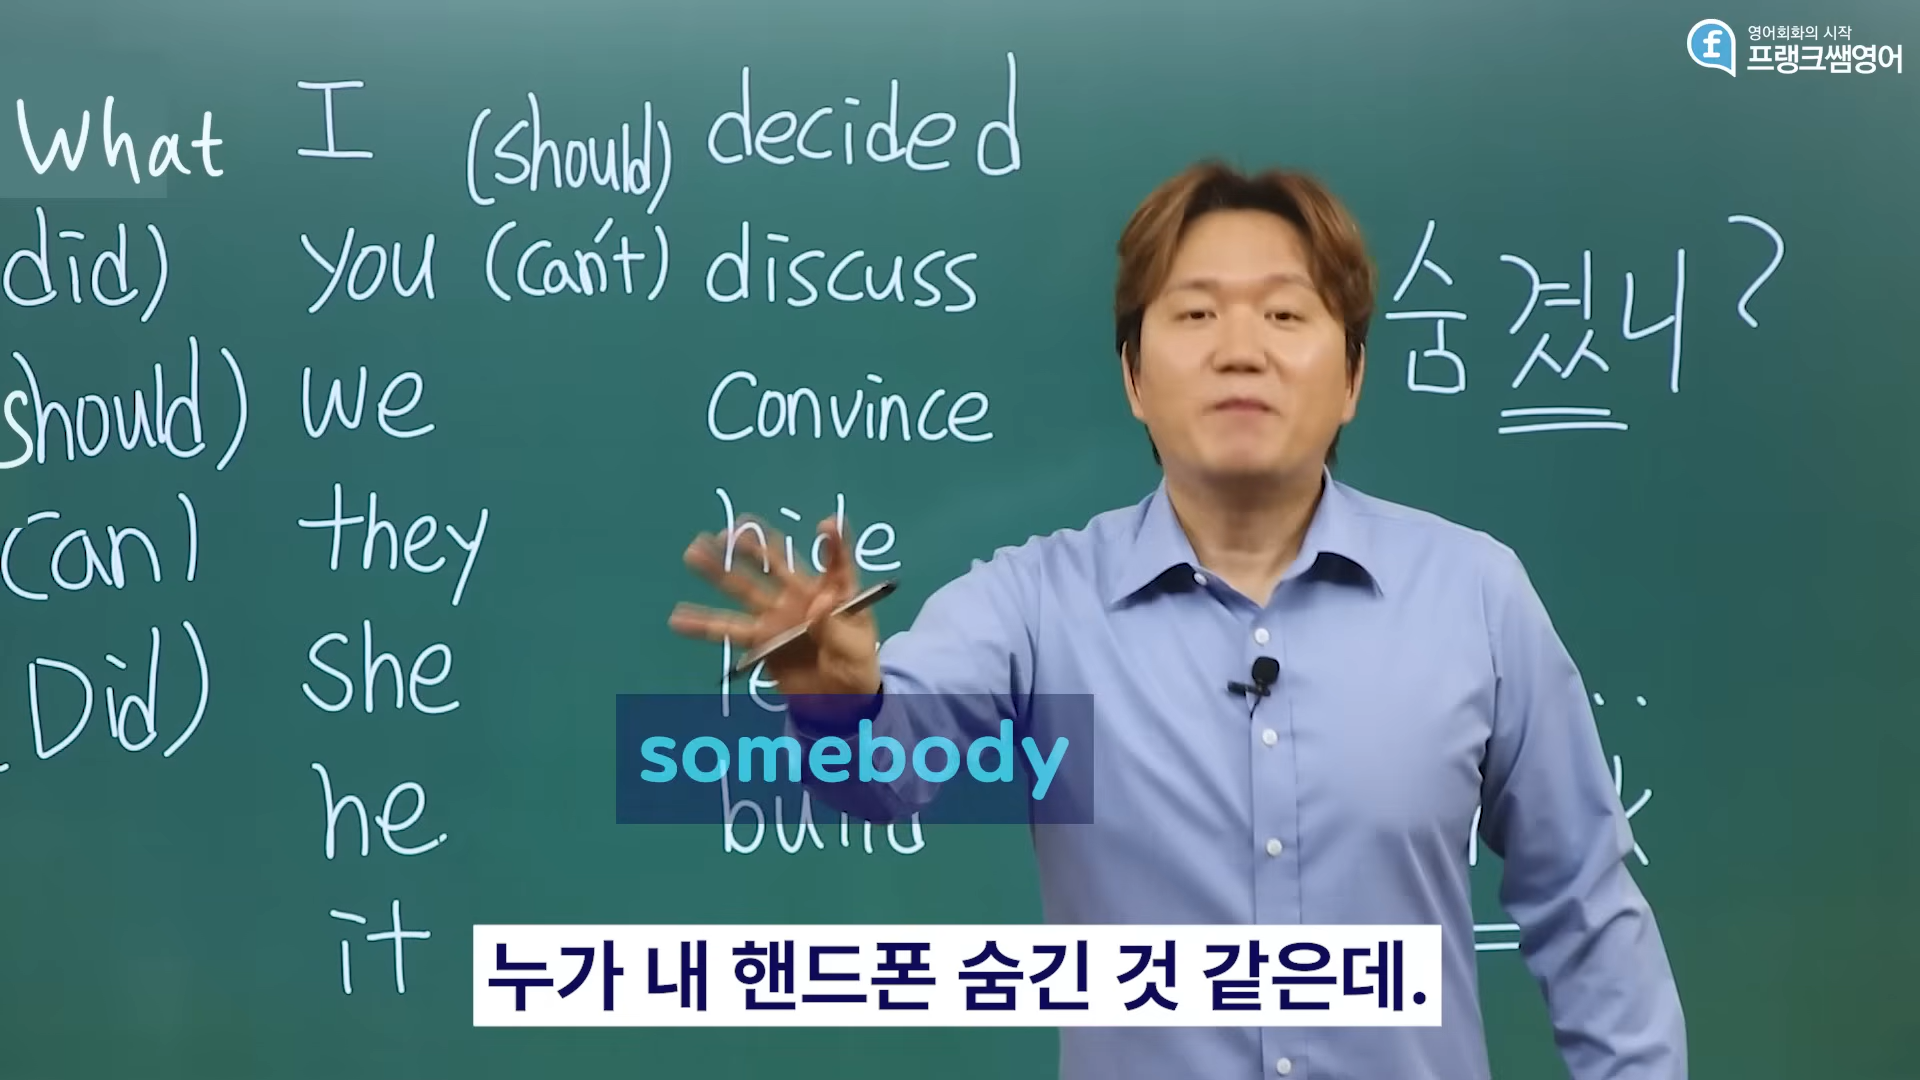 영어회화의 시작
프랭크쌤영어
What I (should) decided
did) you (can't) discuss 숨겼니?
should) we Convince
(can) they hide
Did) she
somebody
he build
it
누가 내 핸드폰 숨긴 것 같은데.